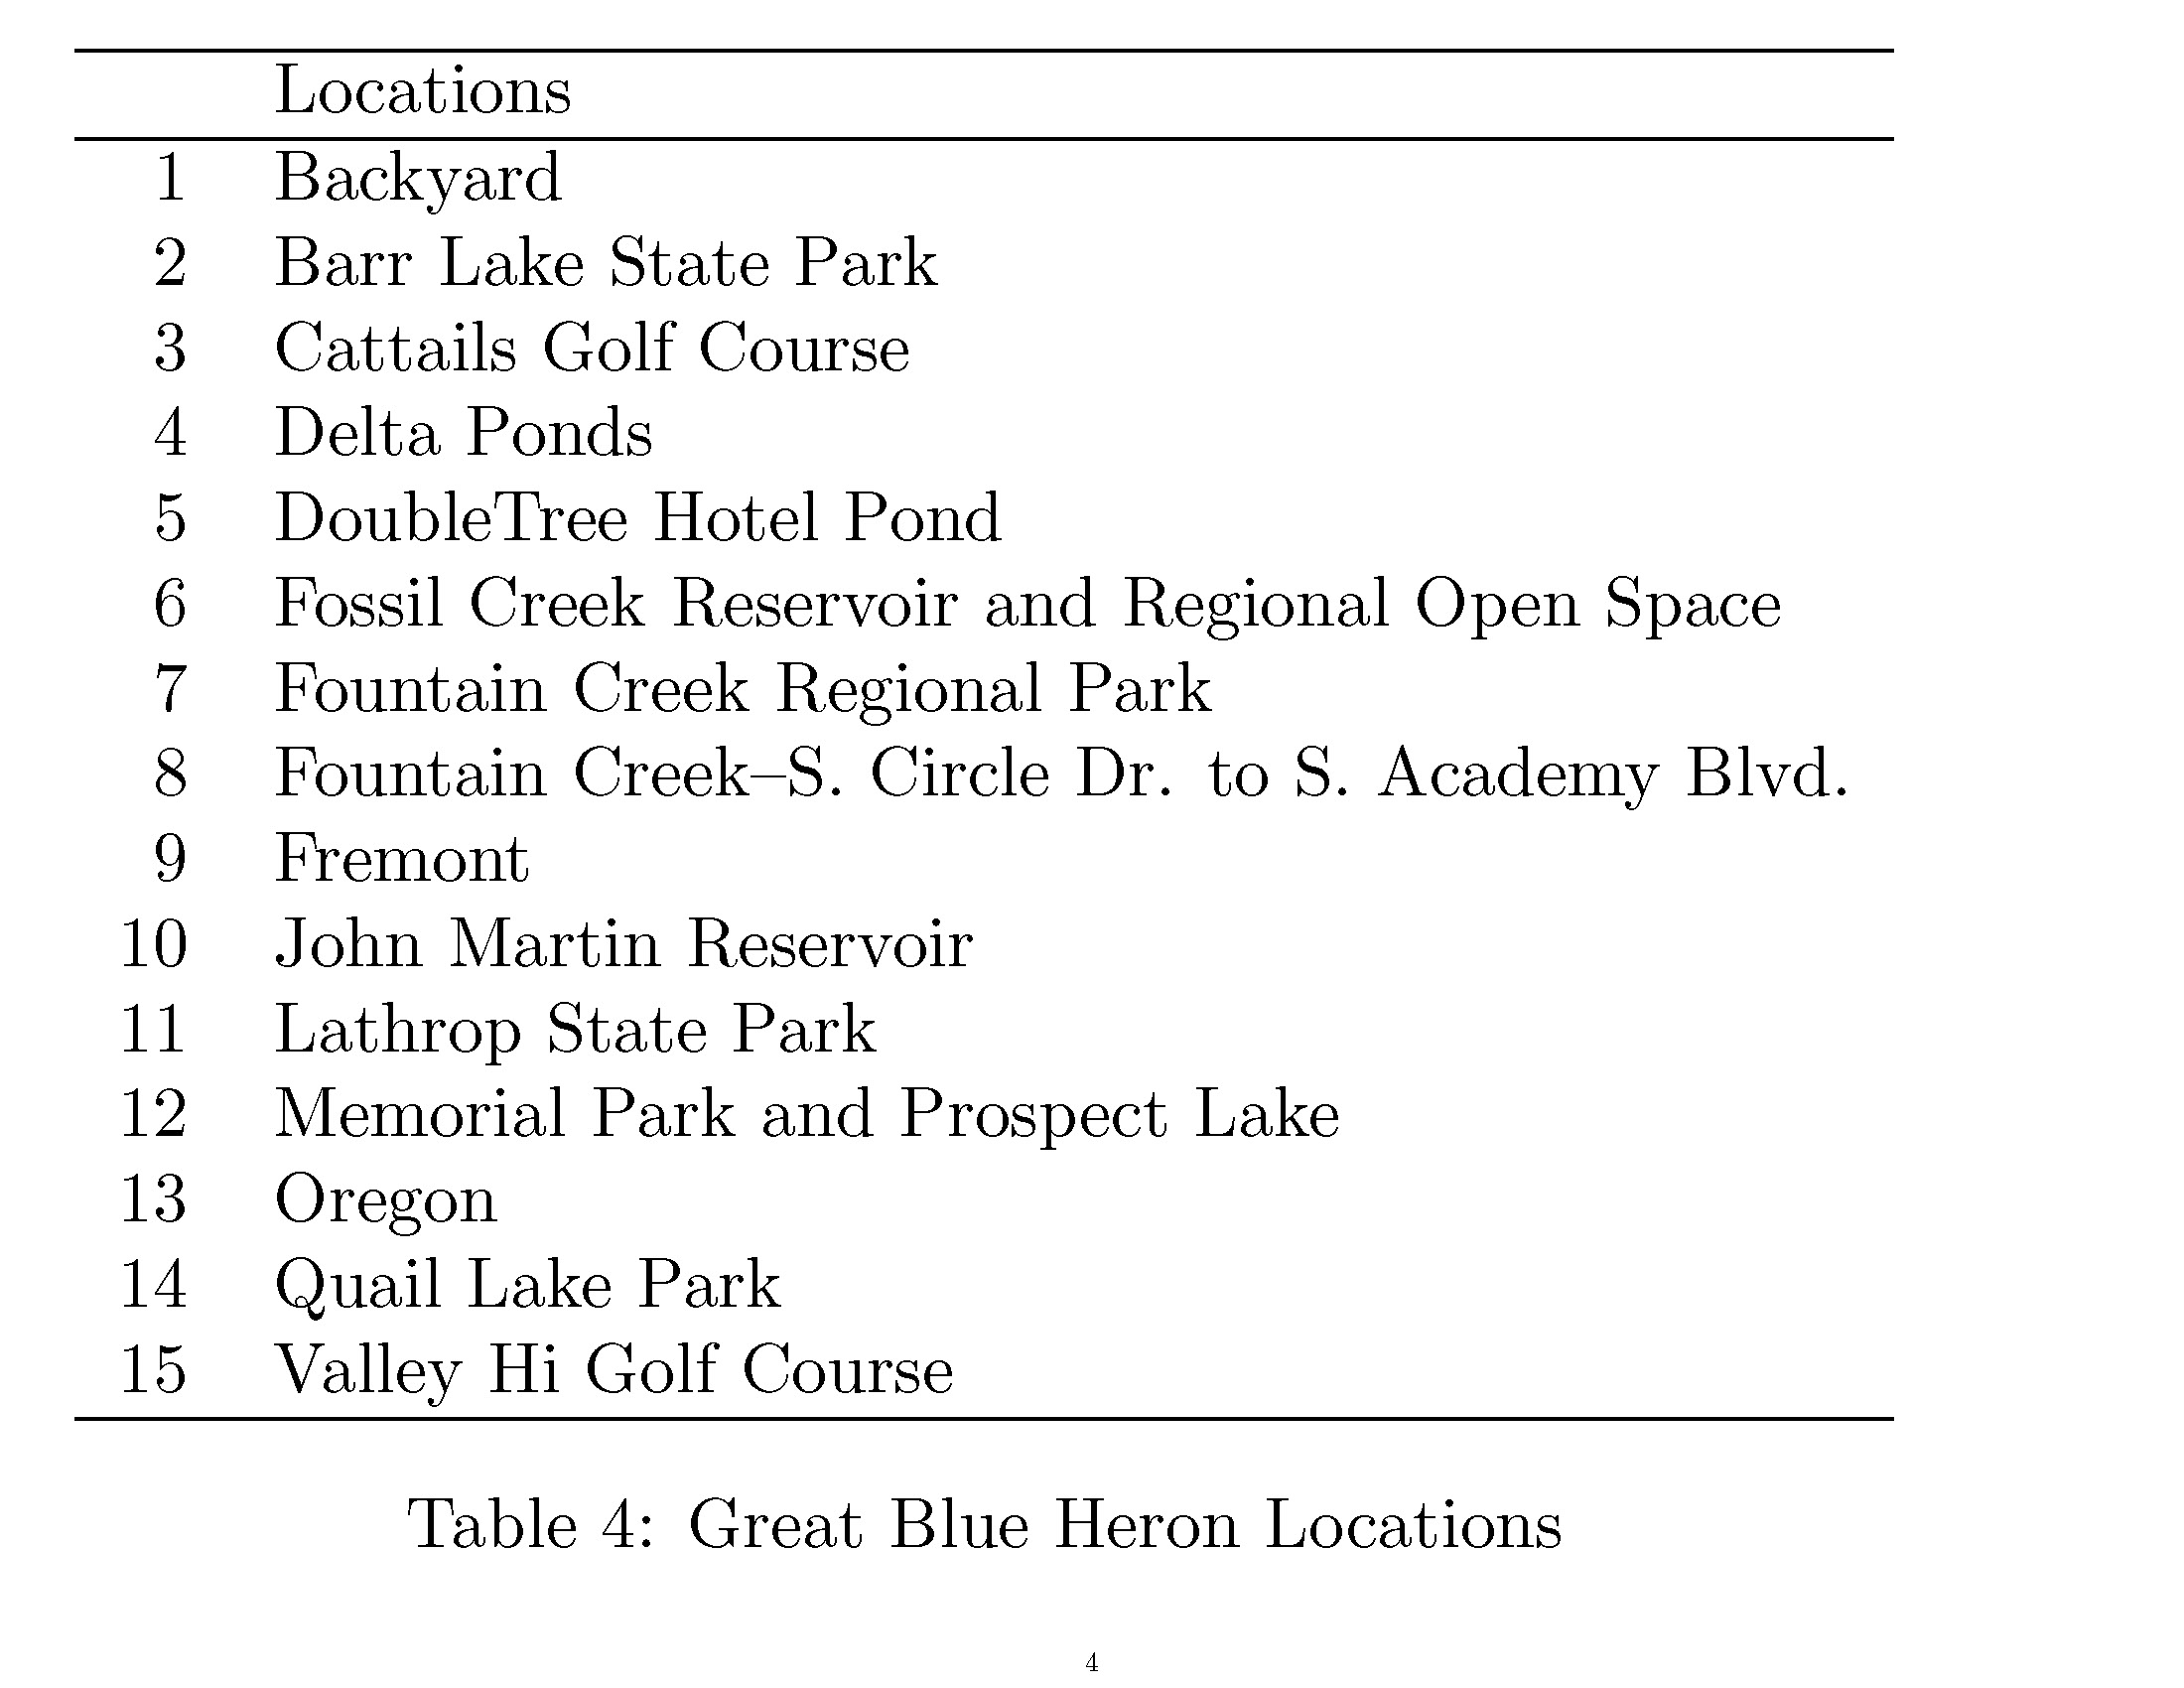 Locations
1 Backyard
2 Barr Lake State Park
3 Cattails Golf Course
4 Delta Ponds
5 DoubleTree Hotel Pond
6 Fossil Creek Reservoir and Regional Open Space
7 Fountain Creek Regional Park
8 Fountain Creek–S. Circle Dr. to S. Academy Blvd.
9 Fremont
10 John Martin Reservoir
11 Lathrop State Park
12 Memorial Park and Prospect Lake
13 Oregon
14 Quail Lake Park
15 Valley Hi Golf Course
Table 4: Great Blue Heron Locations
4